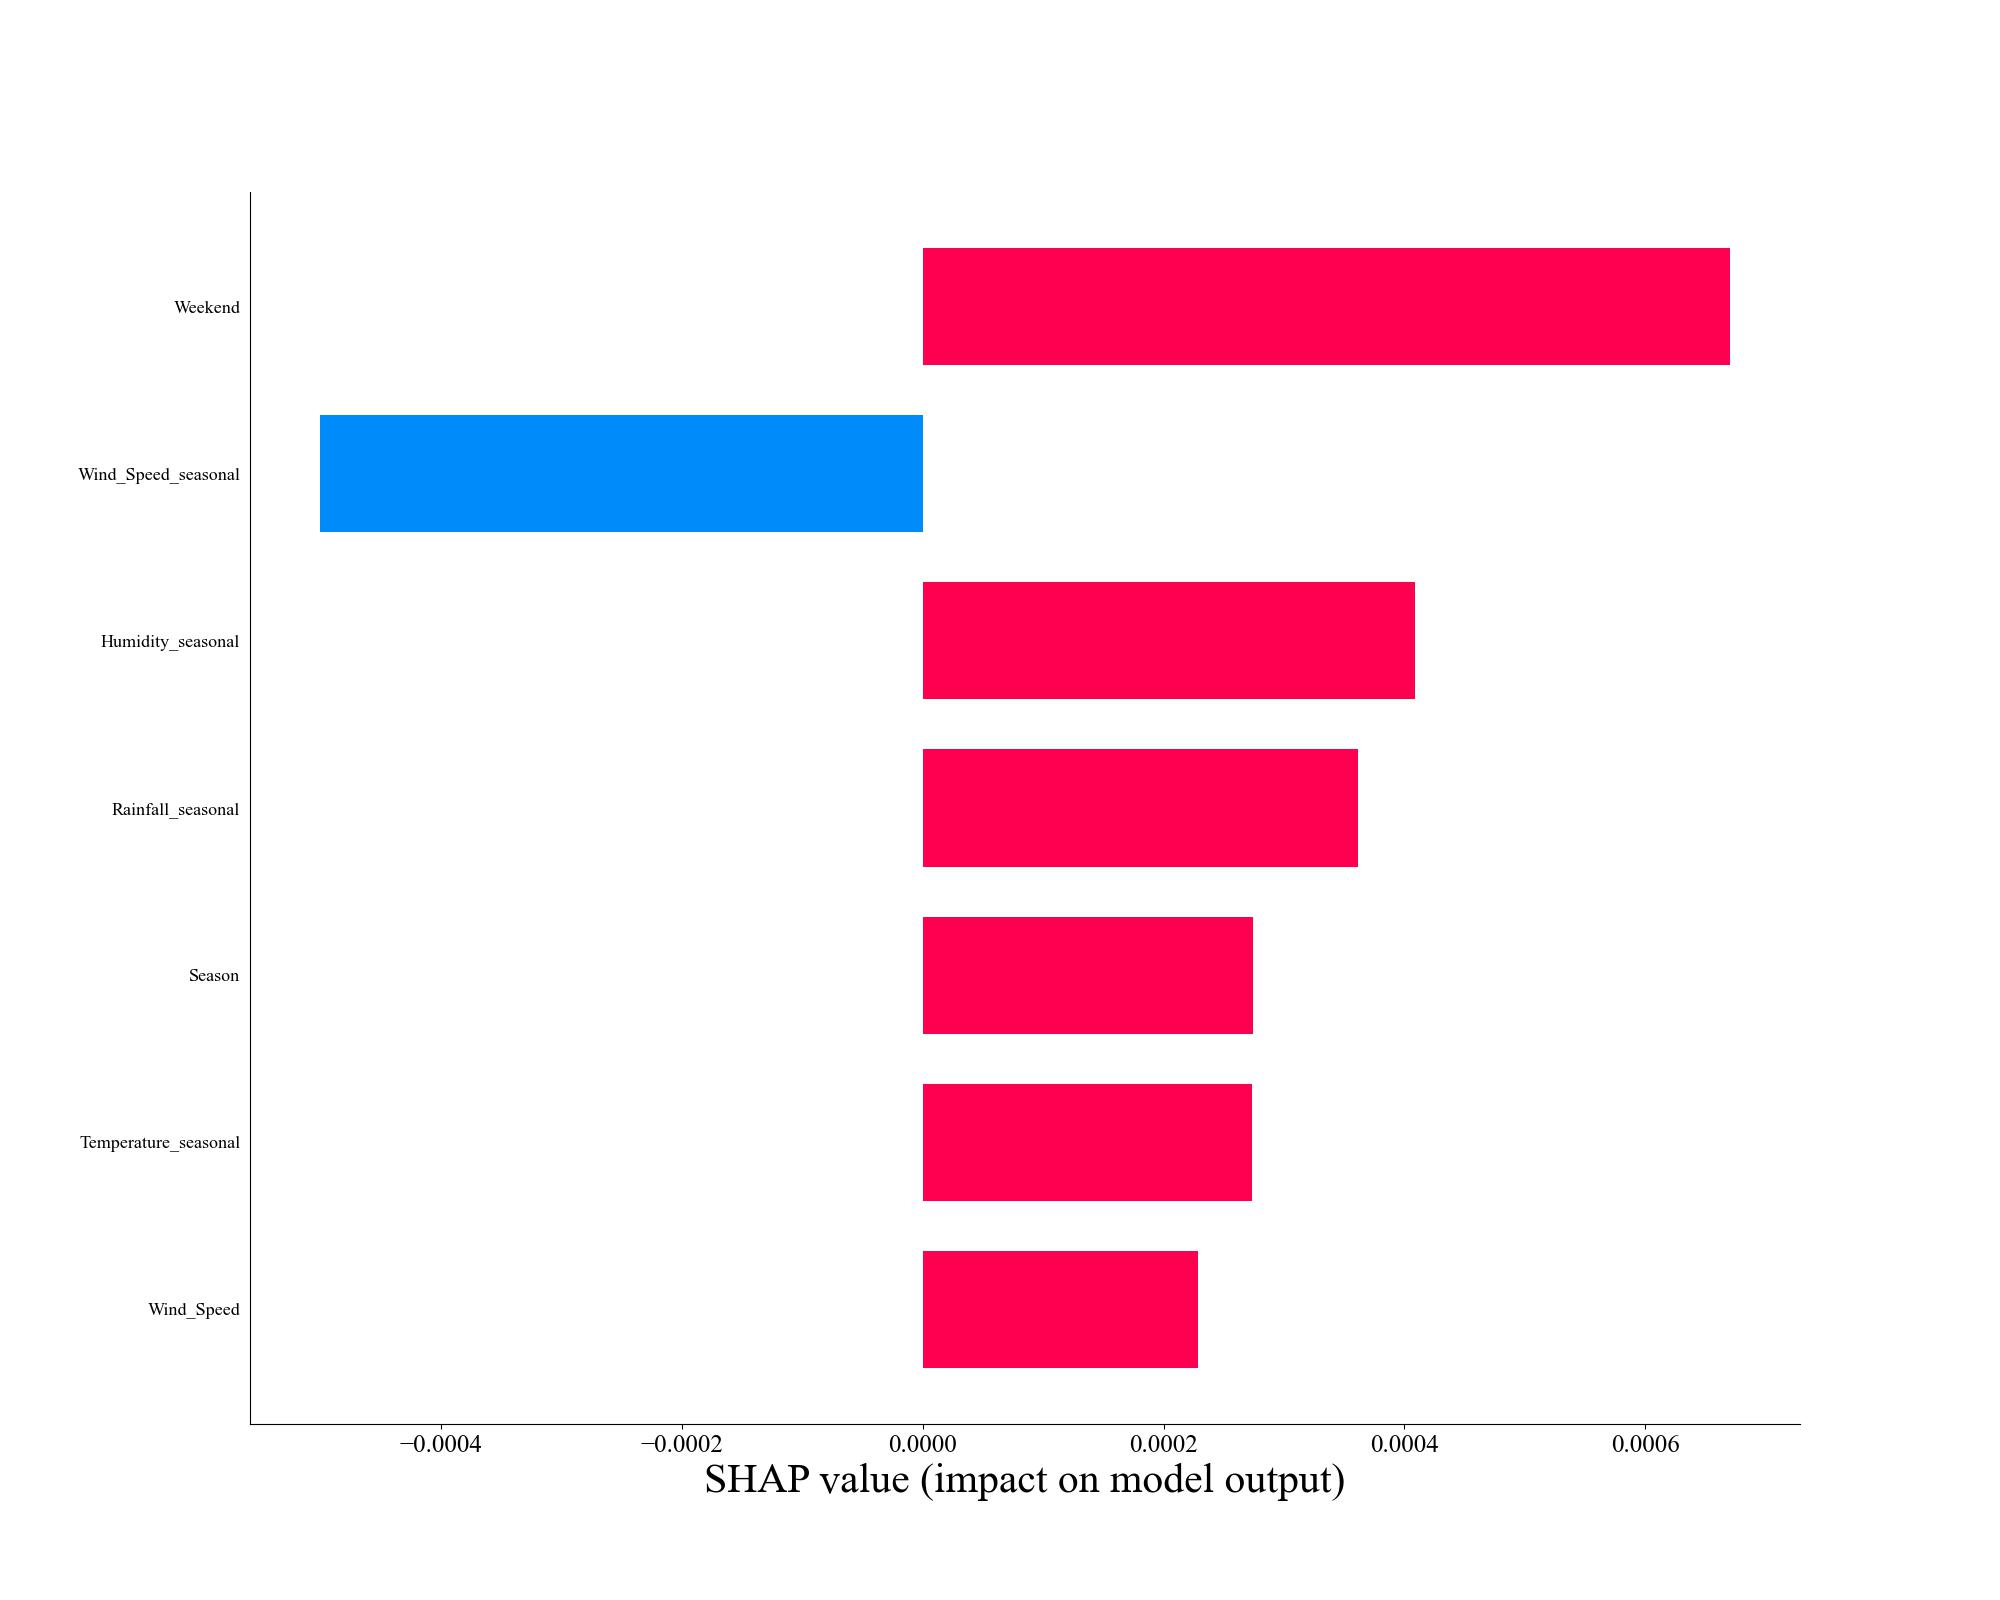 Weekend
Wind_Speed_seasonal
Humidity_seasonal
Rainfall_seasonal
Season
Temperature_seasonal
Wind_Speed
−0.0004 −0.0002 0.0000 0.0002 0.0004 0.0006
SHAP value (impact on model output)